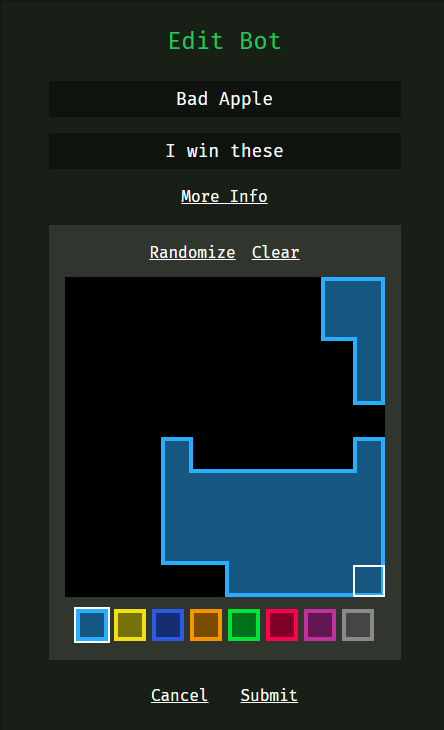 Edit Bot
Bad Apple
I win these
More Info
Randomize Clear
Cancel Submit